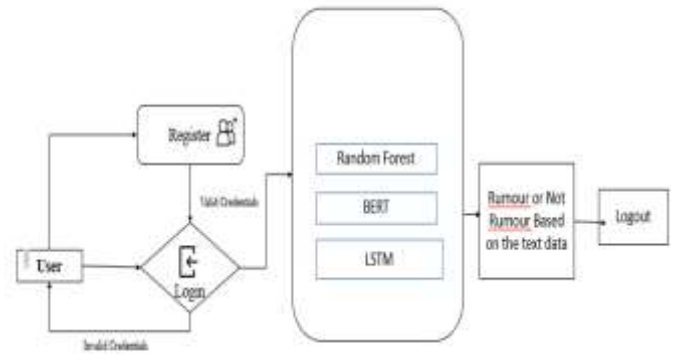 Register
Valid Credentials
User
Login
Invalid Credentials
Random Forest
BERT
LSTM
Rumour or Not
Rumour Based
on the text data
Logout